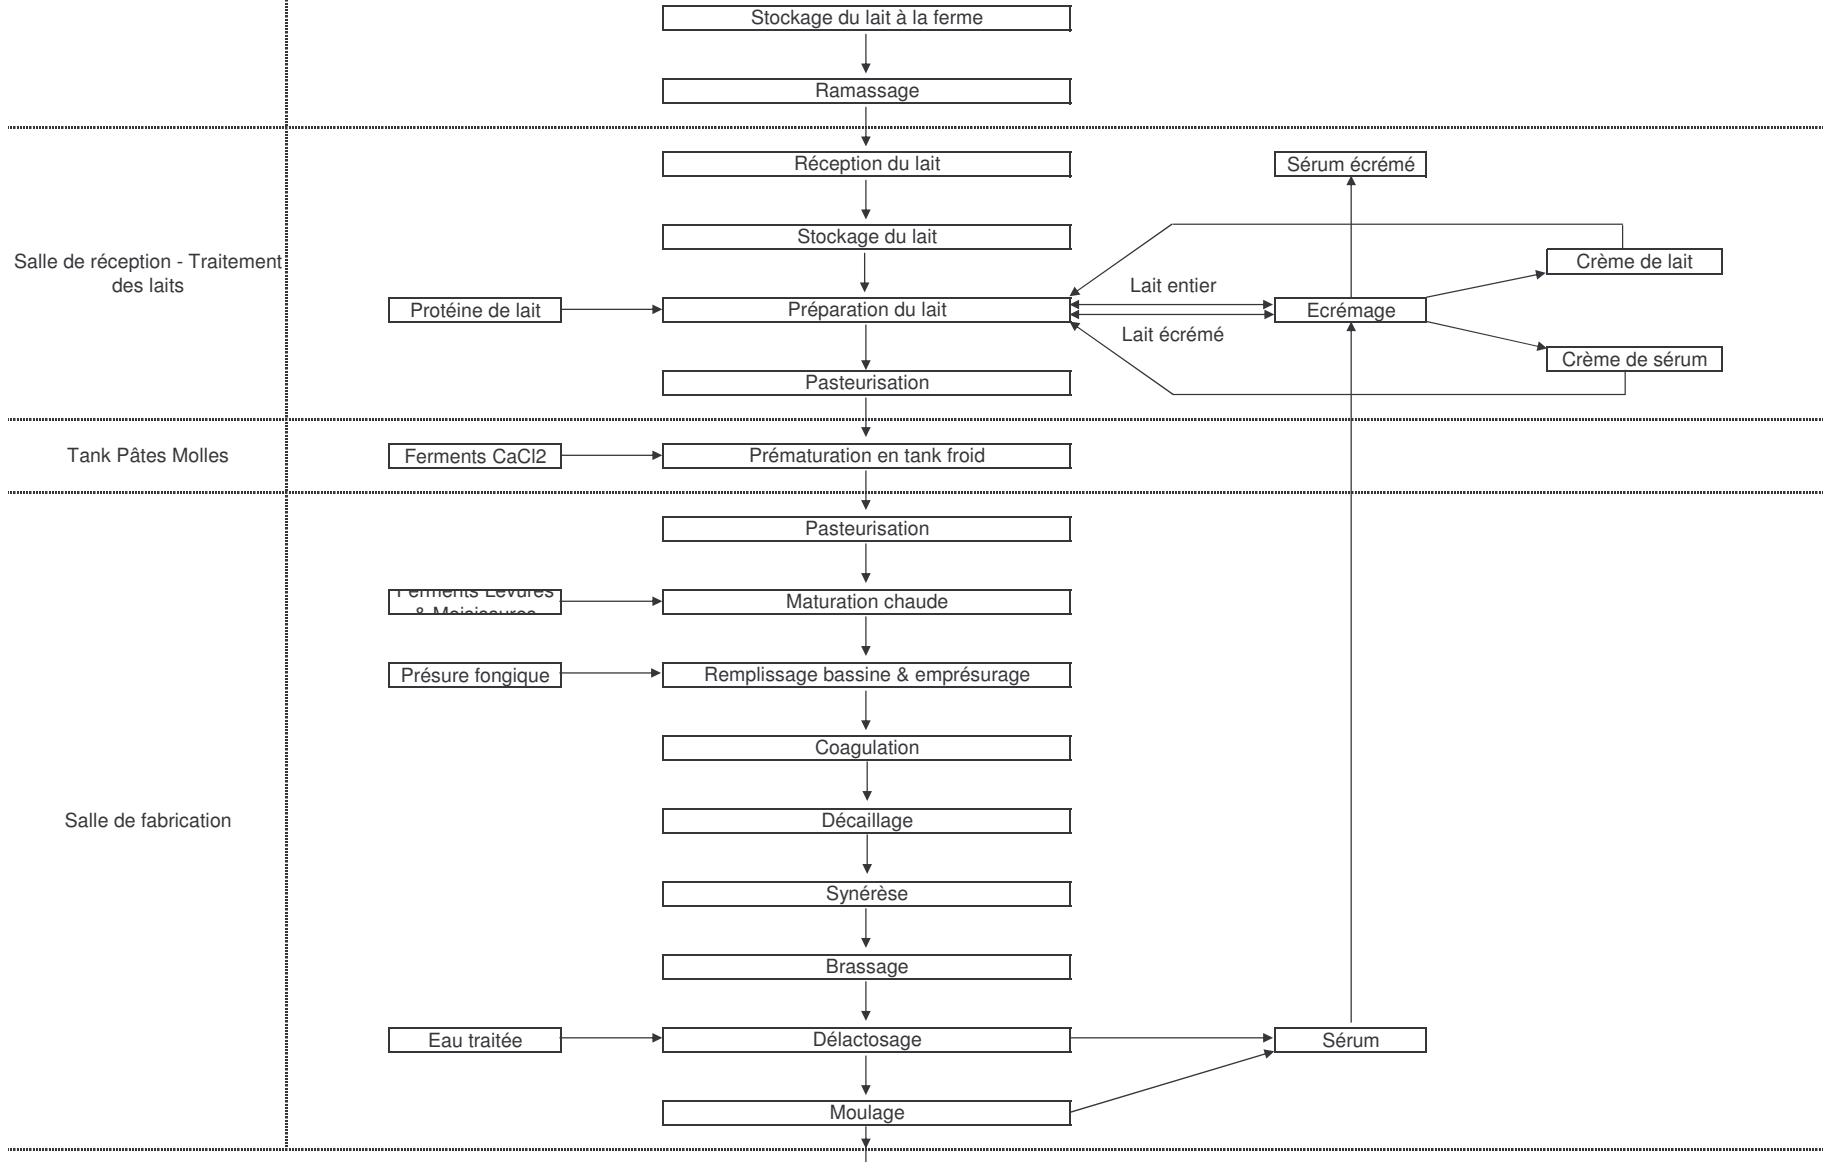 Stockage du lait à la ferme
Ramassage
Réception du lait
Sérum écrémé
Stockage du lait
Salle de réception - Traitement
des laits
Crème de lait
Lait entier
Protéine de lait
Préparation du lait
Ecrémage
Lait écrémé
Crème de sérum
Pasteurisation
Tank Pâtes Molles
Ferments CaCl2
Prématuration en tank froid
Pasteurisation
Ferments Levures
& Moisissures
Maturation chaude
Présure fongique
Remplissage bassine & emprésurage
Coagulation
Salle de fabrication
Décaillage
Synérèse
Brassage
Eau traitée
Délactosage
Sérum
Moulage